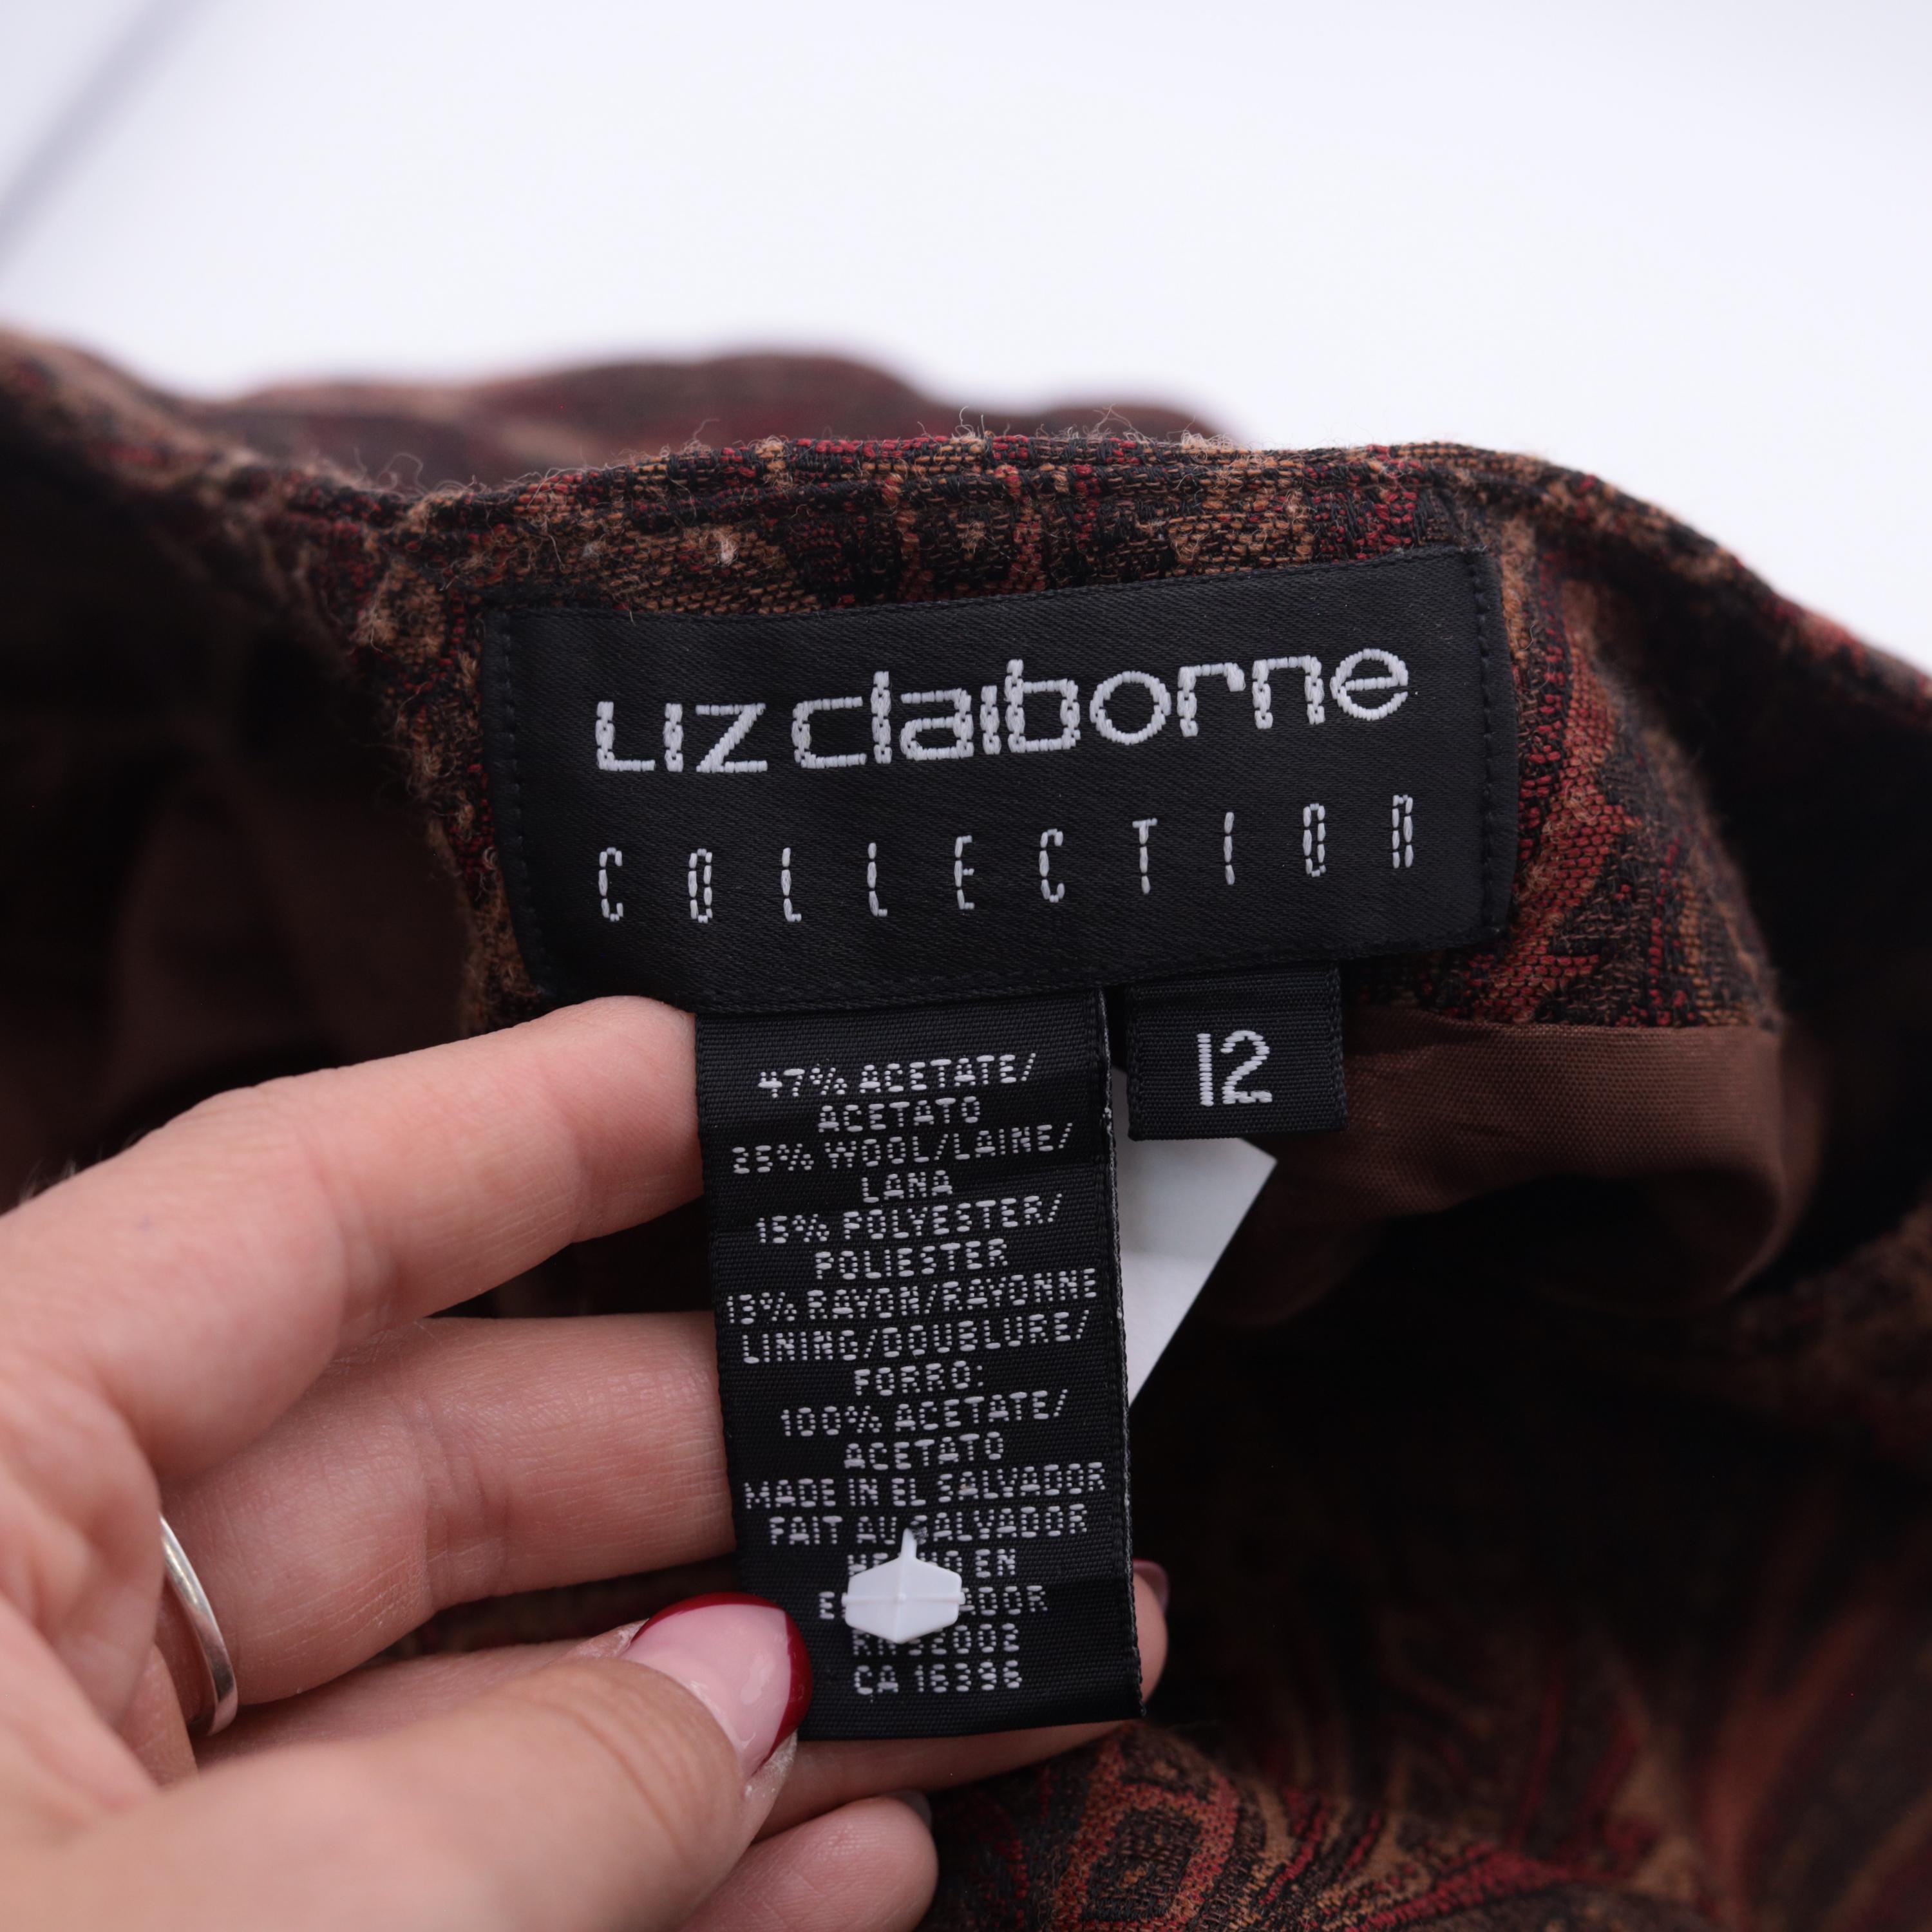 Liz claiborne
COLLECTION
12
47% ACETATE/
ACETATO
25% WOOL/LAINE/
LANA
15% POLYESTER/
POLIESTER
13% RAYON/RAYONNE
LINING/DOUBLURE/
FORRO:
100% ACETATE/
ACETATO
MADE IN EL SALVADOR
FAIT AU SALVADOR
EN
CA 16396